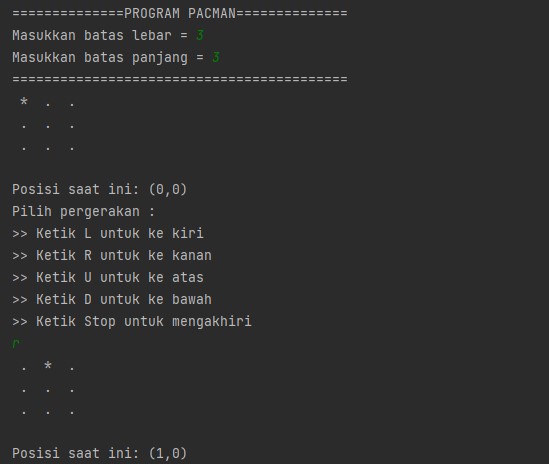 ==============PROGRAM PACMAN==============
Masukkan batas lebar = 3
Masukkan batas panjang = 3
==========================================
 *  .  .
 .  .  .
 .  .  .
Posisi saat ini: (0,0)
Pilih pergerakan :
>> Ketik L untuk ke kiri
>> Ketik R untuk ke kanan
>> Ketik U untuk ke atas
>> Ketik D untuk ke bawah
>> Ketik Stop untuk mengakhiri
r
 .  *  .
 .  .  .
 .  .  .
Posisi saat ini: (1,0)